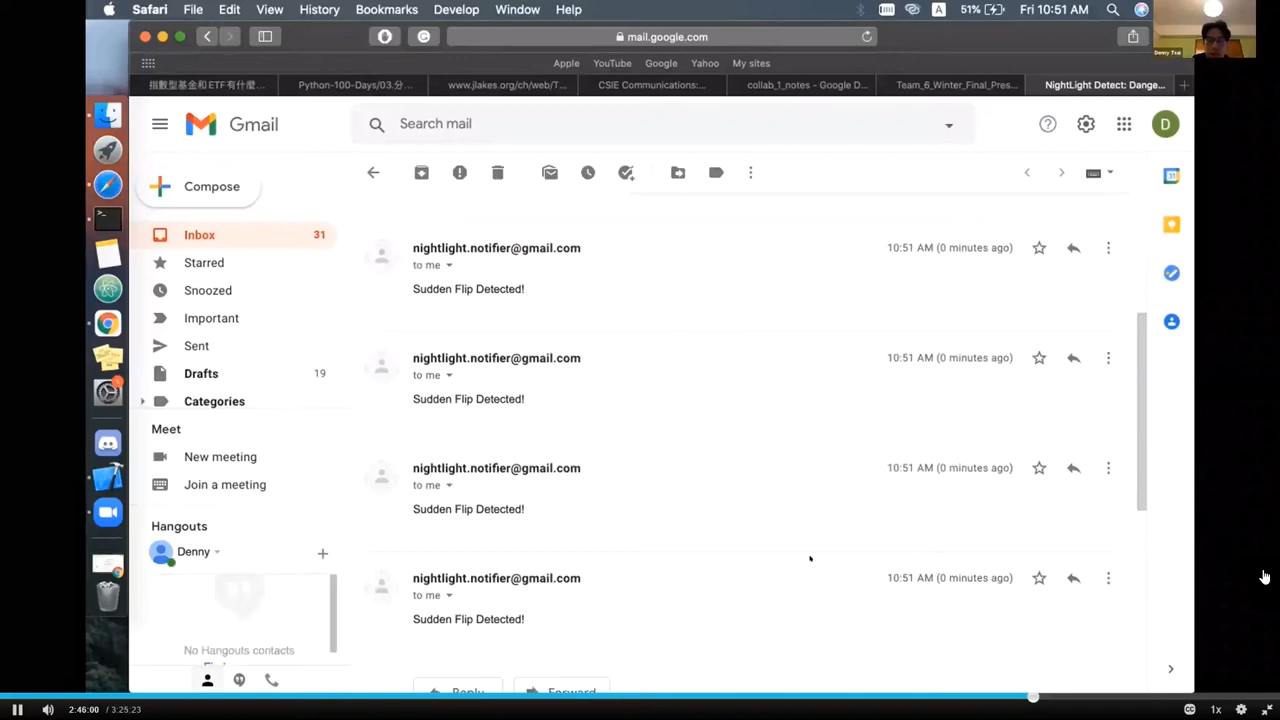 Safari File Edit View History Bookmarks Develop Window Help A 51% Fri 10:51 AM
Denny Tsai
mail.google.com
Apple YouTube Google Yahoo My sites
指數型基金和ETF有什麼... Python-100-Days/03.分... www.jlakes.org/ch/web/T... CSIE Communications:... collab_1_notes - Google D... Team_6_Winter_Final_Pres... NightLight Detect: Dange...
Gmail
Search mail
D
Compose
Inbox 31
Starred
Snoozed
Important
Sent
Drafts 19
Categories
Meet
New meeting
Join a meeting
Hangouts
Denny
No Hangouts contacts
nightlight.notifier@gmail.com 10:51 AM (0 minutes ago)
to me
Sudden Flip Detected!
nightlight.notifier@gmail.com 10:51 AM (0 minutes ago)
to me
Sudden Flip Detected!
nightlight.notifier@gmail.com 10:51 AM (0 minutes ago)
to me
Sudden Flip Detected!
nightlight.notifier@gmail.com 10:51 AM (0 minutes ago)
to me
Sudden Flip Detected!
Reply Forward
2:46:00 / 3:25:23 1x